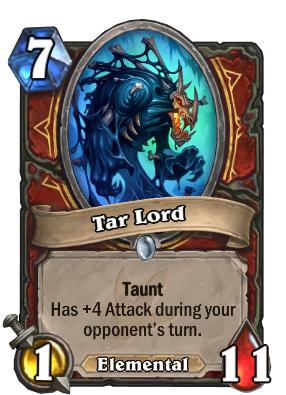 7
Tar Lord
Taunt
Has +4 Attack during your
opponent's turn.
1
Elemental
11